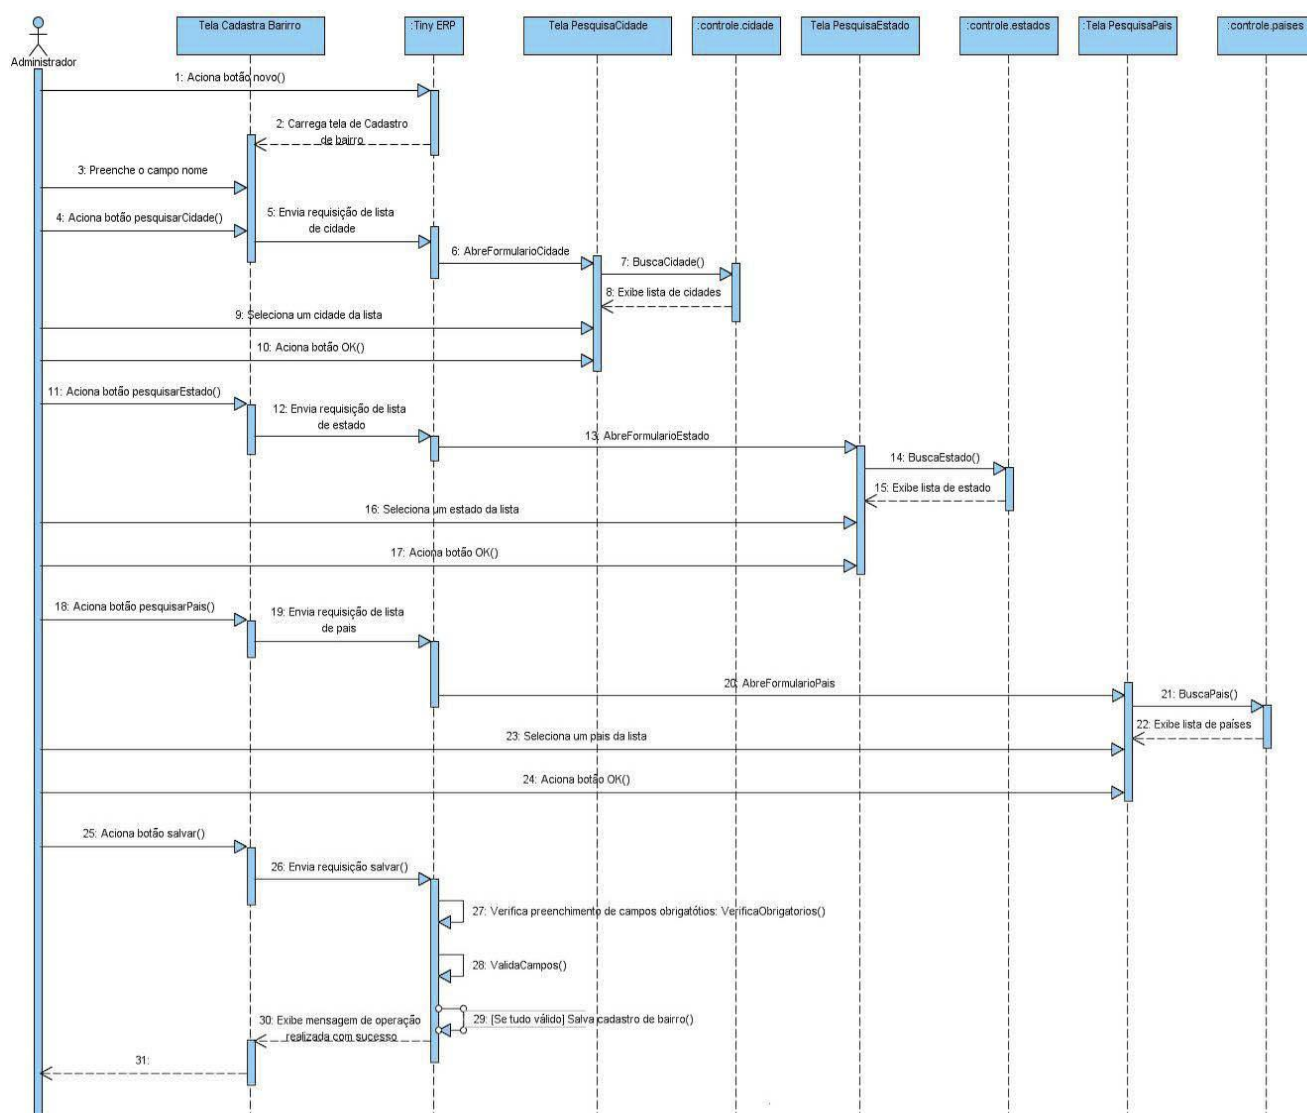 Tela Cadastra Barirro
:Tiny ERP
Tela PesquisaCidade
:controle.cidade
Tela PesquisaEstado
:controle.estados
:Tela PesquisaPais
:controle.paises
Administrador
1: Aciona botão novo()
2: Carrega tela de Cadastro
de bairro
3: Preenche o campo nome
4: Aciona botão pesquisarCidade()
5: Envia requisição de lista
de cidade
6: AbreFormularioCidade
7: BuscaCidade()
8: Exibe lista de cidades
9: Seleciona um cidade da lista
10: Aciona botão OK()
11: Aciona botão pesquisarEstado()
12: Envia requisição de lista
de estado
13: AbreFormularioEstado
14: BuscaEstado()
15: Exibe lista de estado
16: Seleciona um estado da lista
17: Aciona botão OK()
18: Aciona botão pesquisarPais()
19: Envia requisição de lista
de pais
20: AbreFormularioPais
21: BuscaPais()
22: Exibe lista de países
23: Seleciona um pais da lista
24: Aciona botão OK()
25: Aciona botão salvar()
26: Envia requisição salvar()
27: Verifica preenchimento de campos obrigatótios: VerificaObrigatorios()
28: ValidaCampos()
29: [Se tudo válido] Salva cadastro de bairro()
30: Exibe mensagem de operação
realizada com sucesso
31: